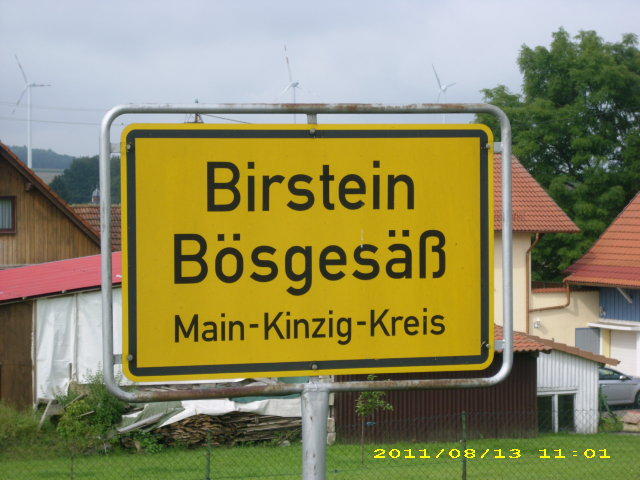 Birstein
Bösgesäß
Main-Kinzig-Kreis
2011/08/13 11:01